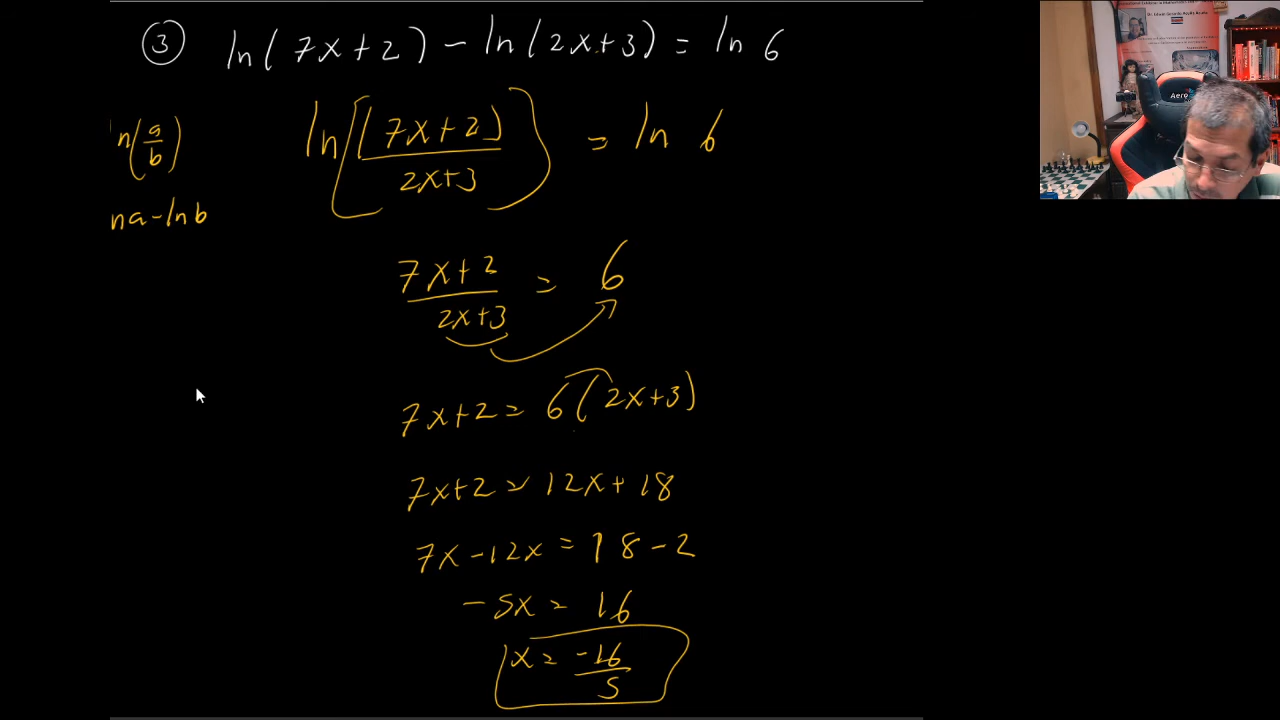 ③ ln(7x+2) - ln(2x+3) = ln 6
n(a/b)
na-lnb
ln((7x+2)/2x+3) = ln 6
7x+2/2x+3 = 6
7x+2 = 6(2x+3)
7x+2 = 12x+18
7x-12x = 18-2
-5x = 16
x = -16/5
Aero